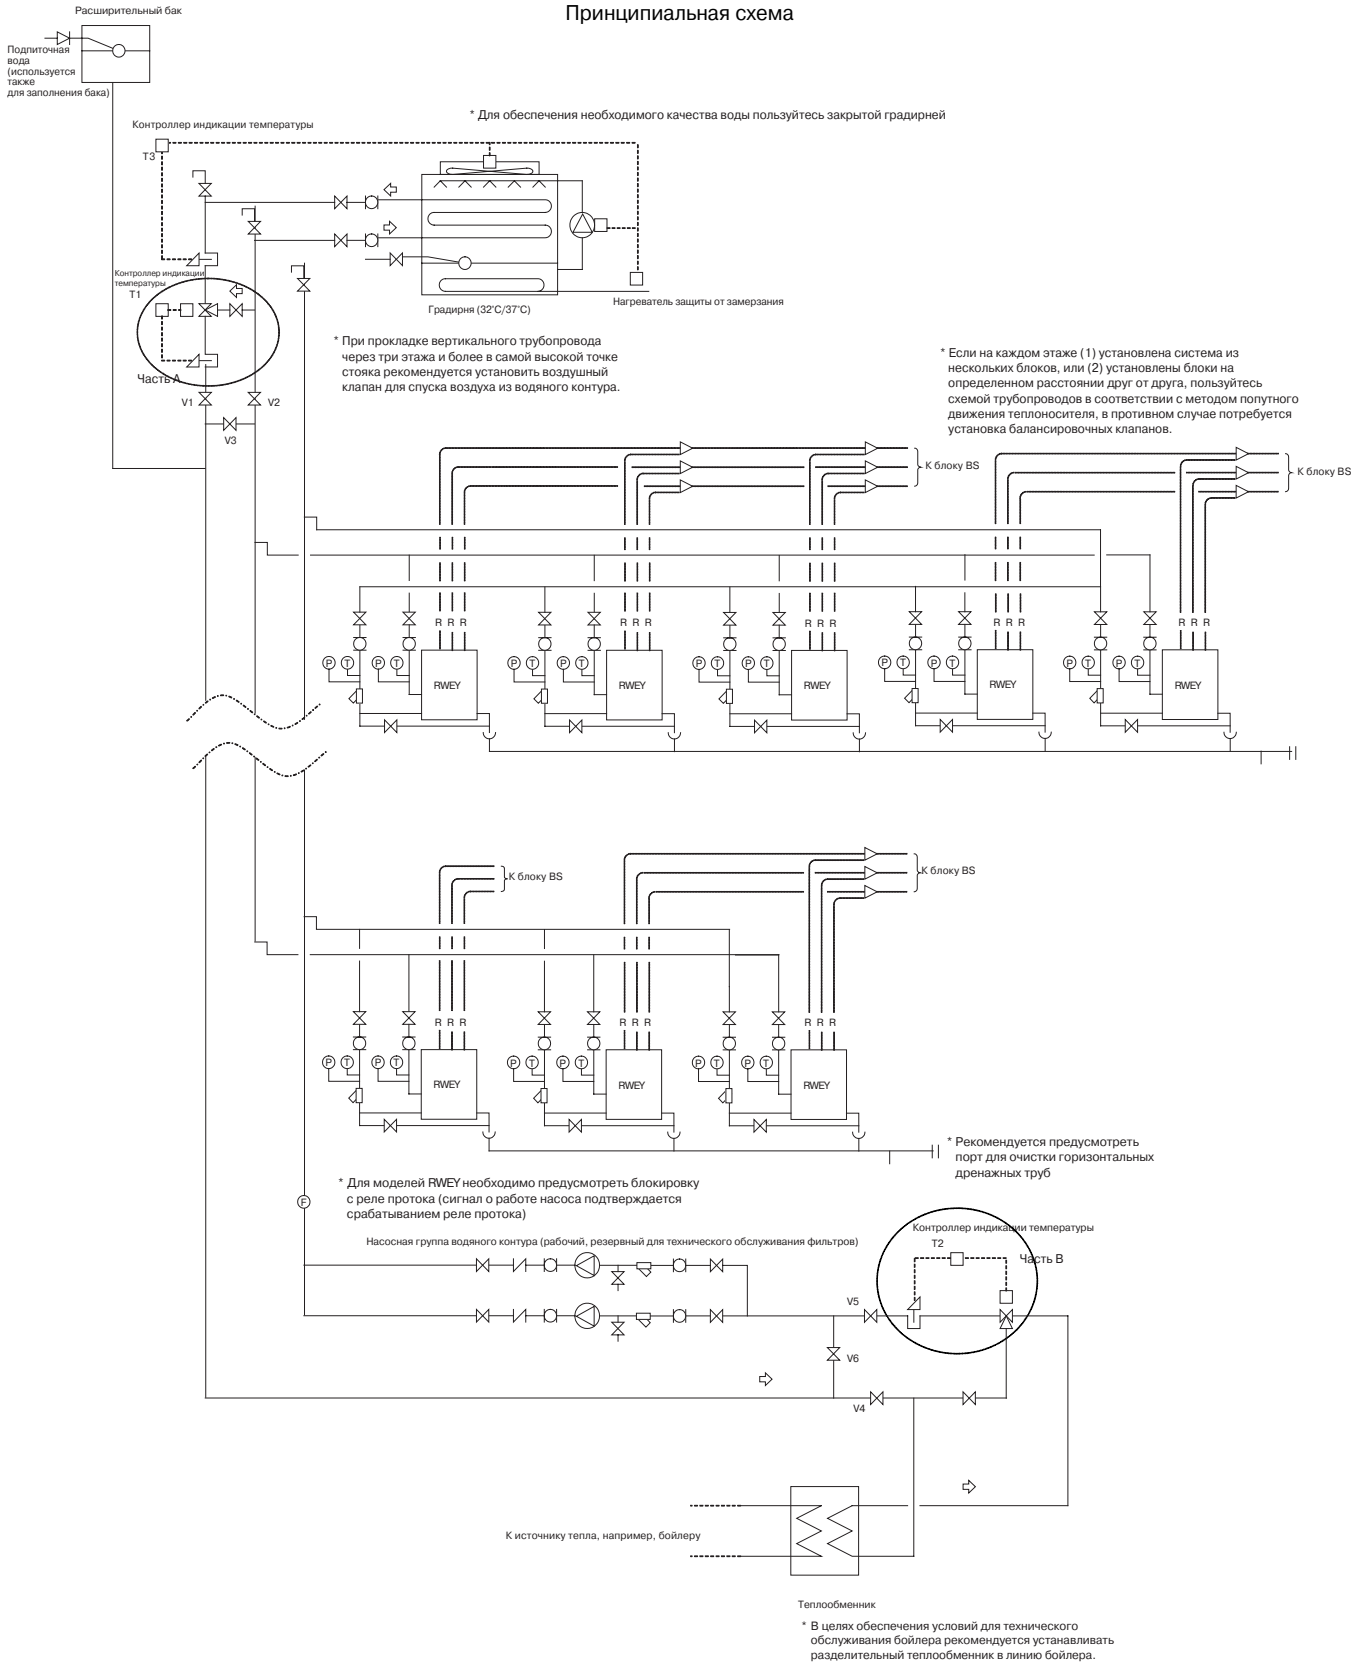 Принципиальная схема
Расширительный бак
Подпиточная
вода
(используется
также
для заполнения бака)
* Для обеспечения необходимого качества воды пользуйтесь закрытой градирней
Контроллер индикации температуры
T3
Контроллер индикации
температуры
T1
Часть A
Градирня (32°C/37°C)
Нагреватель защиты от замерзания
* При прокладке вертикального трубопровода
через три этажа и более в самой высокой точке
стояка рекомендуется установить воздушный
клапан для спуска воздуха из водяного контура.
* Если на каждом этаже (1) установлена система из
нескольких блоков, или (2) установлены блоки на
определенном расстоянии друг от друга, пользуйтесь
схемой трубопроводов в соответствии с методом попутного
движения теплоносителя, в противном случае потребуется
установка балансировочных клапанов.
V1
V2
V3
К блоку BS
К блоку BS
R R R
R R R
R R R
R R R
R R R
P T P T
P T P T
P T P T
P T P T
P T P T
RWEY
RWEY
RWEY
RWEY
RWEY
К блоку BS
К блоку BS
R R R
R R R
R R R
P T P T
P T P T
P T P T
RWEY
RWEY
RWEY
* Рекомендуется предусмотреть
порт для очистки горизонтальных
дренажных труб
* Для моделей RWEY необходимо предусмотреть блокировку
с реле протока (сигнал о работе насоса подтверждается
срабатыванием реле протока)
F
Насосная группа водяного контура (рабочий, резервный для технического обслуживания фильтров)
Контроллер индикации температуры
T2
Часть B
V5
V6
V4
К источнику тепла, например, бойлеру
Теплообменник
* В целях обеспечения условий для технического
обслуживания бойлера рекомендуется устанавливать
разделительный теплообменник в линию бойлера.